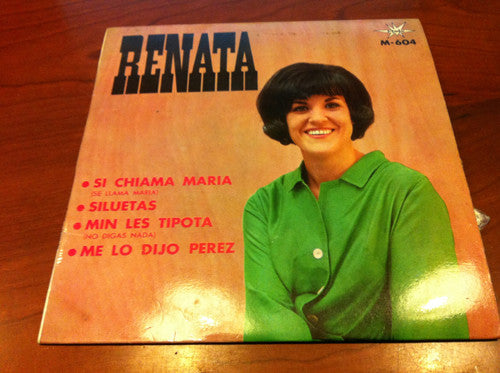 RENATA
M-604
• SI CHIAMA MARIA
(SE LLAMA MARIA)
• SILUETAS
• MIN LES TIPOTA
(NO DIGAS NADA)
• ME LO DIJO PEREZ